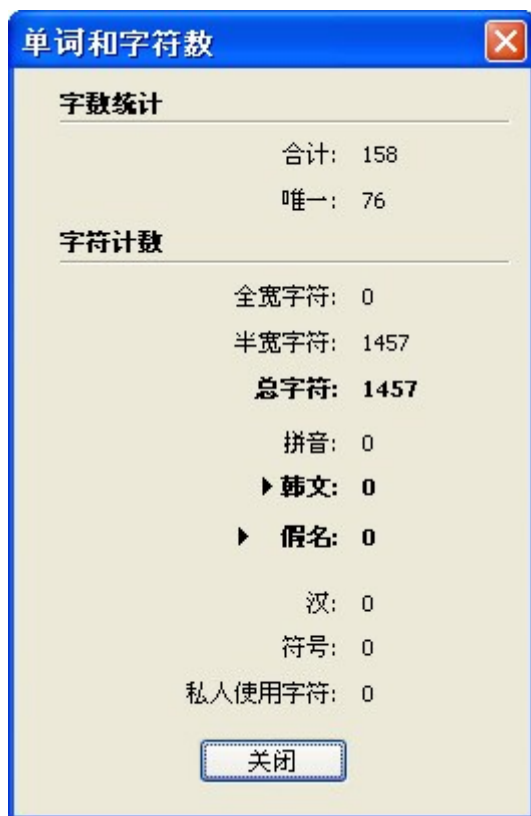 单词和字符数
字数统计
合计: 158
唯一: 76
字符计数
全宽字符: 0
半宽字符: 1457
总字符: 1457
拼音: 0
韩文: 0
假名: 0
汉: 0
符号: 0
私人使用字符: 0
关闭